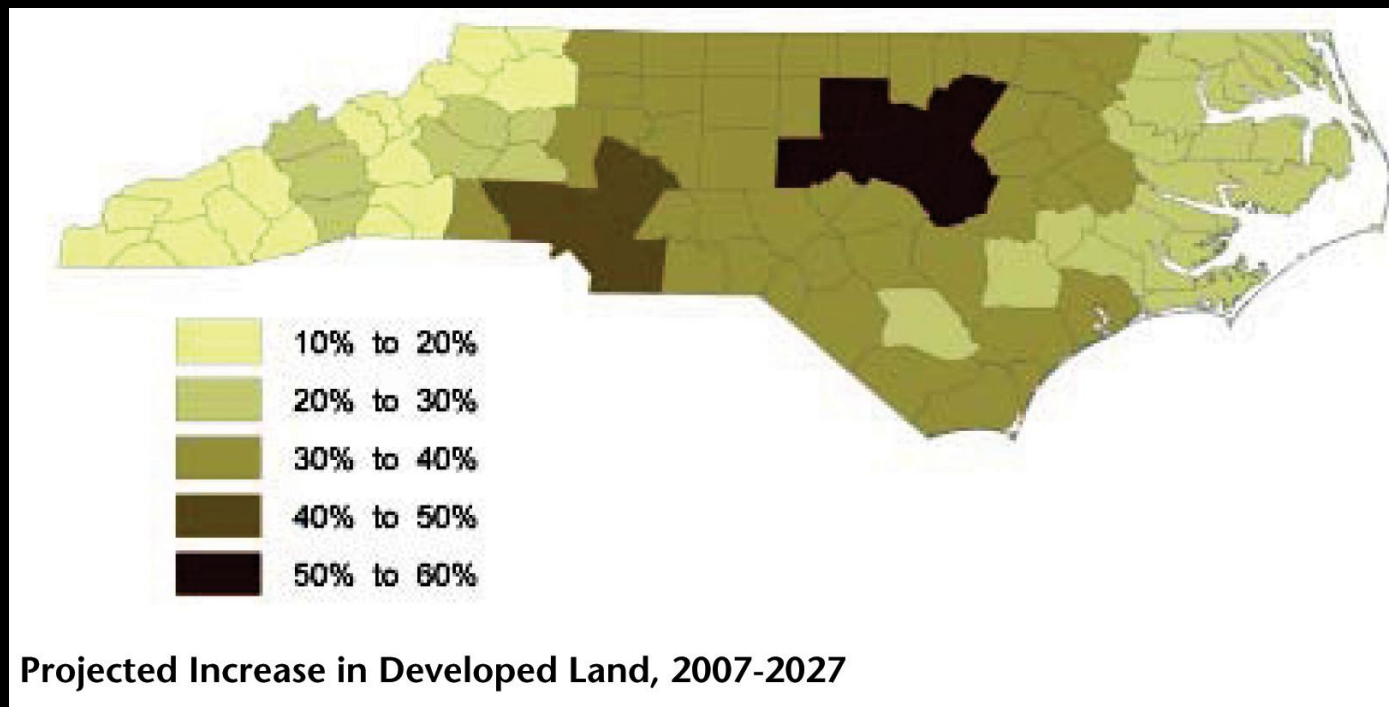 10% to 20%
20% to 30%
30% to 40%
40% to 50%
50% to 60%
Projected Increase in Developed Land, 2007-2027